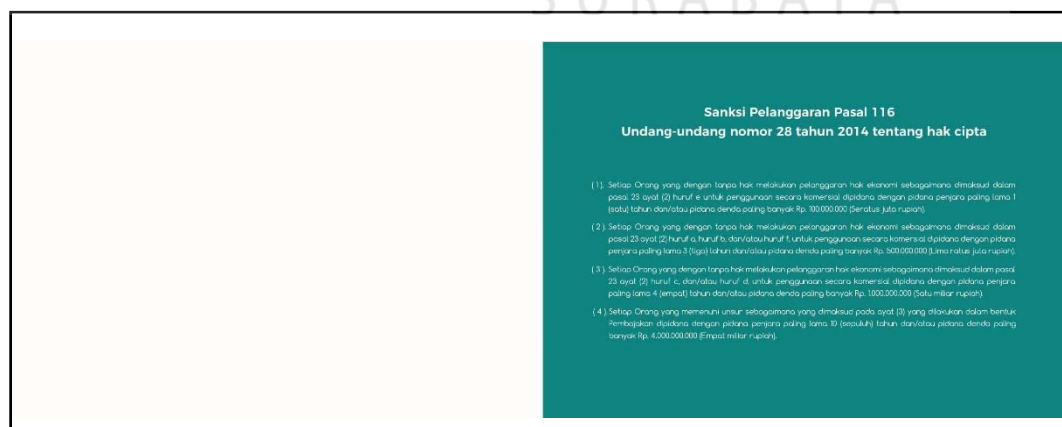 SURABAYA
Sanksi Pelanggaran Pasal 116
Undang-undang nomor 28 tahun 2014 tentang hak cipta
(1). Setiap Orang yang dengan tanpa hak melakukan pelanggaran hak ekonomi sebagaimana dimaksud dalam
pasal 23 ayat (2) huruf e untuk penggunaan secara komersial dipidana dengan pidana penjara paling lama 1
(satu) tahun dan/atau pidana denda paling banyak Rp. 100.000.000 (Seratus juta rupiah).
(2). Setiap Orang yang dengan tanpa hak melakukan pelanggaran hak ekonomi sebagaimana dimaksud dalam
pasal 23 ayat (2) huruf a, huruf b, dan/atau huruf f, untuk penggunaan secara komersial dipidana dengan pidana
penjara paling lama 3 (tiga) tahun dan/atau pidana denda paling banyak Rp. 500.000.000 (Lima ratus juta rupiah).
(3). Setiap Orang yang dengan tanpa hak melakukan pelanggaran hak ekonomi sebagaimana dimaksud dalam pasal
23 ayat (2) huruf c, dan/atau huruf d, untuk penggunaan secara komersial dipidana dengan pidana penjara
paling lama 4 (empat) tahun dan/atau pidana denda paling banyak Rp. 1.000.000.000 (Satu miliar rupiah).
(4). Setiap Orang yang memenuhi unsur sebagaimana yang dimaksud pada ayat (3) yang dilakukan dalam bentuk
Pembajakan dipidana dengan pidana penjara paling lama 10 (sepuluh) tahun dan/atau pidana denda paling
banyak Rp. 4.000.000.000 (Empat miliar rupiah).